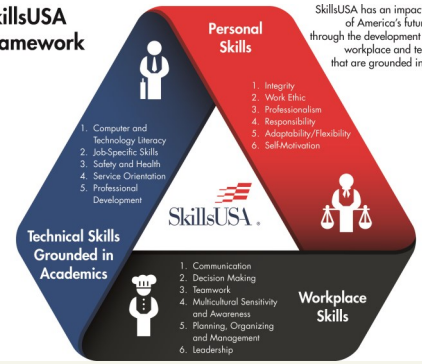 killsUSA
amework
SkillsUSA has an impac
of America's futur
through the development
workplace and te
that are grounded in
Personal
Skills
1. Integrity
2. Work Ethic
3. Professionalism
4. Responsibility
5. Adaptability/Flexibility
6. Self-Motivation
1. Computer and
Technology Literacy
2. Job-Specific Skills
3. Safety and Health
4. Service Orientation
5. Professional
Development
SkillsUSA
Technical Skills
Grounded in
Academics
1. Communication
2. Decision Making
3. Teamwork
4. Multicultural Sensitivity
and Awareness
5. Planning, Organizing
and Management
6. Leadership
Workplace
Skills